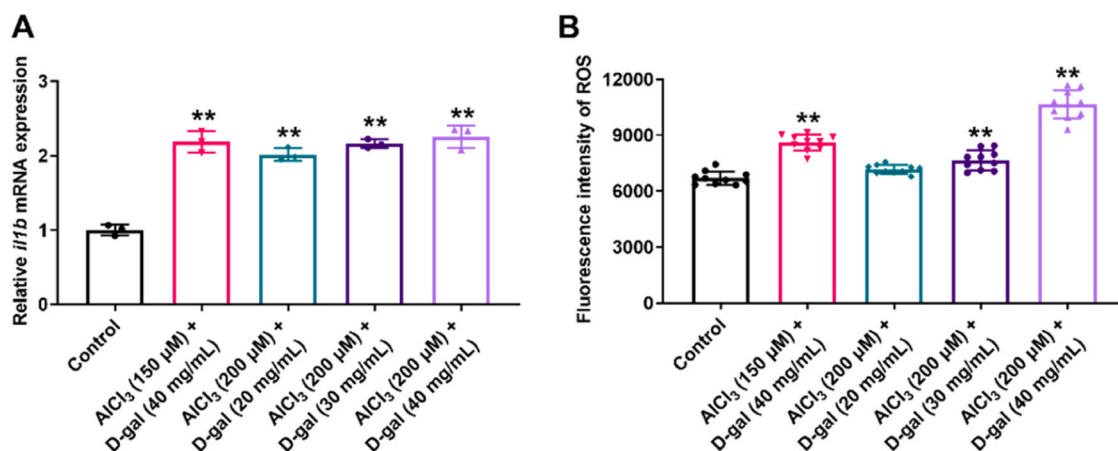 A
Relative il1b mRNA expression
3
2
1
0
**
**
**
**
Control
AlCl₃ (150 μM) +
D-gal (40 mg/mL)
AlCl₃ (200 μM) +
D-gal (20 mg/mL)
AlCl₃ (200 μM) +
D-gal (30 mg/mL)
AlCl₃ (200 μM) +
D-gal (40 mg/mL)
B
Fluorescence intensity of ROS
12000
9000
6000
3000
0
**
**
**
Control
AlCl₃ (150 μM) +
D-gal (40 mg/mL)
AlCl₃ (200 μM) +
D-gal (20 mg/mL)
AlCl₃ (200 μM) +
D-gal (30 mg/mL)
AlCl₃ (200 μM) +
D-gal (40 mg/mL)